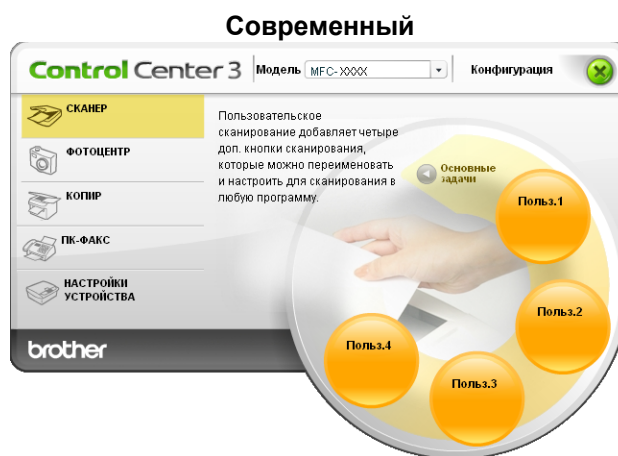 Современный
Control Center 3
Модель
MFC-XXXX
Конфигурация
СКАНЕР
ФОТОЦЕНТР
КОПИР
ПК-ФАКС
НАСТРОЙКИ
УСТРОЙСТВА
Пользовательское
сканирование добавляет четыре
доп. кнопки сканирования,
которые можно переименовать
и настроить для сканирования в
любую программу.
Основные
задачи
Польз.1
Польз.2
Польз.3
Польз.4
brother